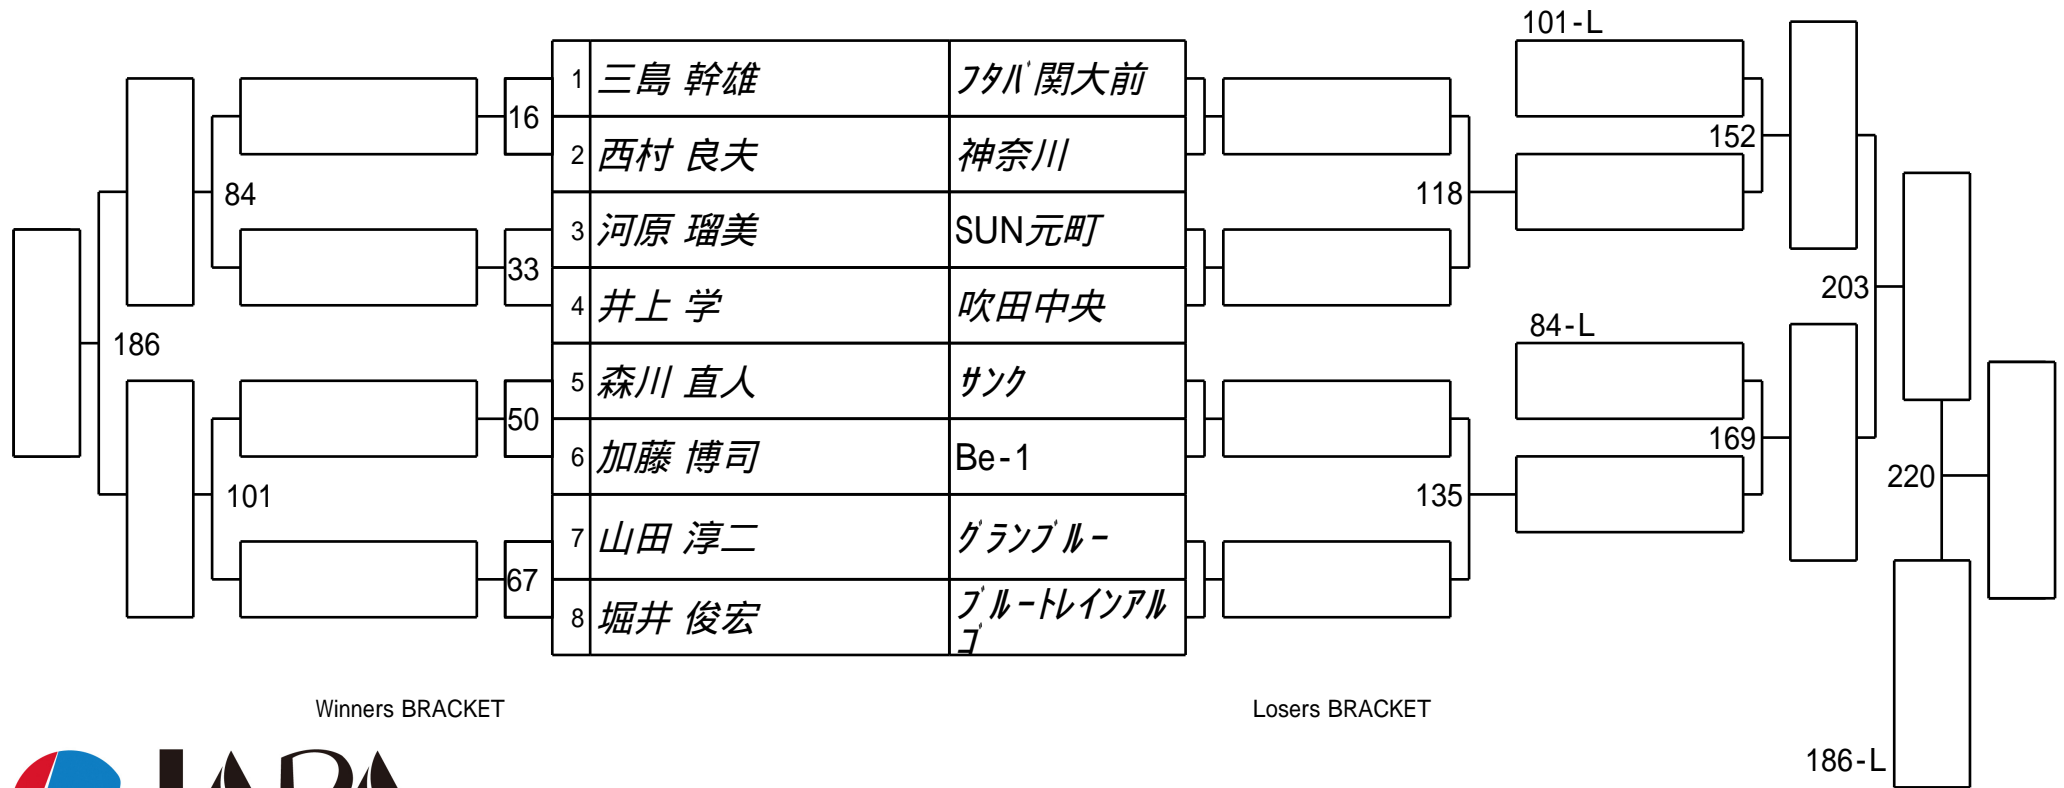 101-L
1 三島 幹雄 ﾌﾀﾊﾞ関大前
16
2 西村 良夫 神奈川
152
84
118
3 河原 瑠美 SUN元町
33
4 井上 学 吹田中央
203
84-L
186
5 森川 直人 ｻﾝｸ
50
169
6 加藤 博司 Be-1
220
101
135
7 山田 淳二 ｸﾞﾗﾝﾌﾞﾙｰ
67
8 堀井 俊宏 ﾌﾞﾙｰﾄﾚｲﾝｱﾙ
ｺﾞ
Winners BRACKET
Losers BRACKET
186-L